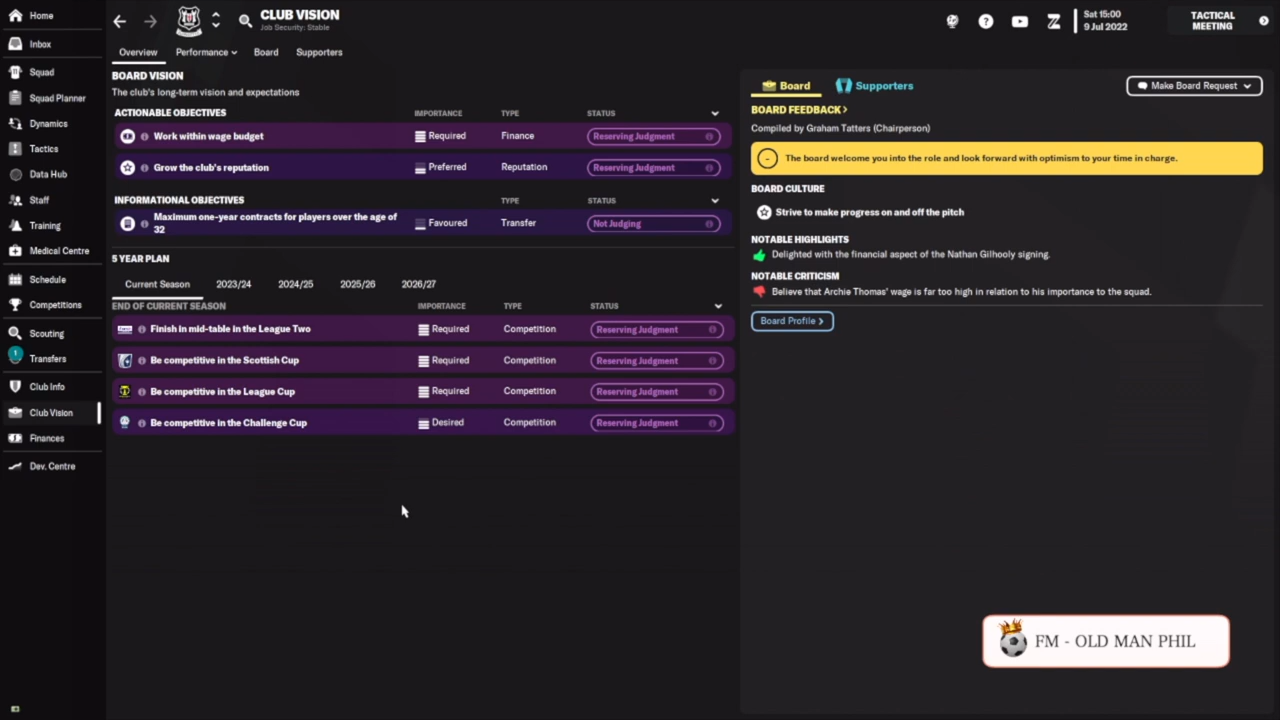 Home
Inbox
Squad
Squad Planner
Dynamics
Tactics
Data Hub
Staff
Training
Medical Centre
Schedule
Competitions
Scouting
1
Transfers
Club Info
Club Vision
Finances
Dev. Centre
CLUB VISION
Job Security: Stable
Sat 15:00
9 Jul 2022
TACTICAL
MEETING
Overview Performance Board Supporters
BOARD VISION
The club's long-term vision and expectations
ACTIONABLE OBJECTIVES IMPORTANCE TYPE STATUS
Work within wage budget Required Finance Reserving Judgment
Grow the club's reputation Preferred Reputation Reserving Judgment
INFORMATIONAL OBJECTIVES TYPE STATUS
Maximum one-year contracts for players over the age of
32 Favoured Transfer Not Judging
5 YEAR PLAN
Current Season 2023/24 2024/25 2025/26 2026/27
END OF CURRENT SEASON IMPORTANCE TYPE STATUS
Finish in mid-table in the League Two Required Competition Reserving Judgment
Be competitive in the Scottish Cup Required Competition Reserving Judgment
Be competitive in the League Cup Required Competition Reserving Judgment
Be competitive in the Challenge Cup Desired Competition Reserving Judgment
Board Supporters Make Board Request
BOARD FEEDBACK >
Compiled by Graham Tatters (Chairperson)
The board welcome you into the role and look forward with optimism to your time in charge.
BOARD CULTURE
Strive to make progress on and off the pitch
NOTABLE HIGHLIGHTS
Delighted with the financial aspect of the Nathan Gilhooly signing.
NOTABLE CRITICISM
Believe that Archie Thomas' wage is far too high in relation to his importance to the squad.
Board Profile >
FM - OLD MAN PHIL